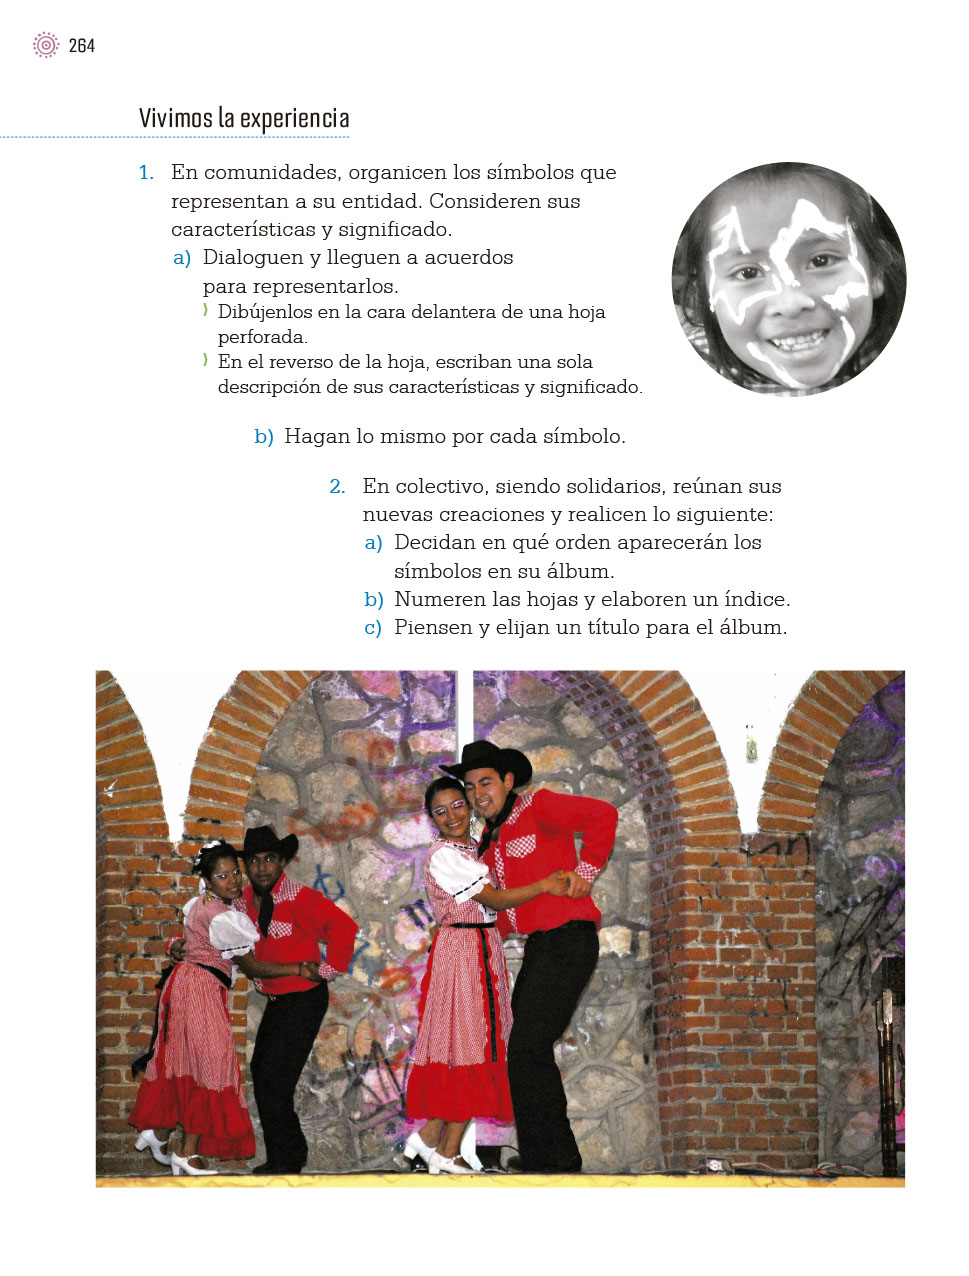 264
Vivimos la experiencia
1. En comunidades, organicen los símbolos que
representan a su entidad. Consideren sus
características y significado.
a) Dialoguen y lleguen a acuerdos
para representarlos.
⟩ Dibújenlos en la cara delantera de una hoja
perforada.
⟩ En el reverso de la hoja, escriban una sola
descripción de sus características y significado.
b) Hagan lo mismo por cada símbolo.
2. En colectivo, siendo solidarios, reúnan sus
nuevas creaciones y realicen lo siguiente:
a) Decidan en qué orden aparecerán los
símbolos en su álbum.
b) Numeren las hojas y elaboren un índice.
c) Piensen y elijan un título para el álbum.